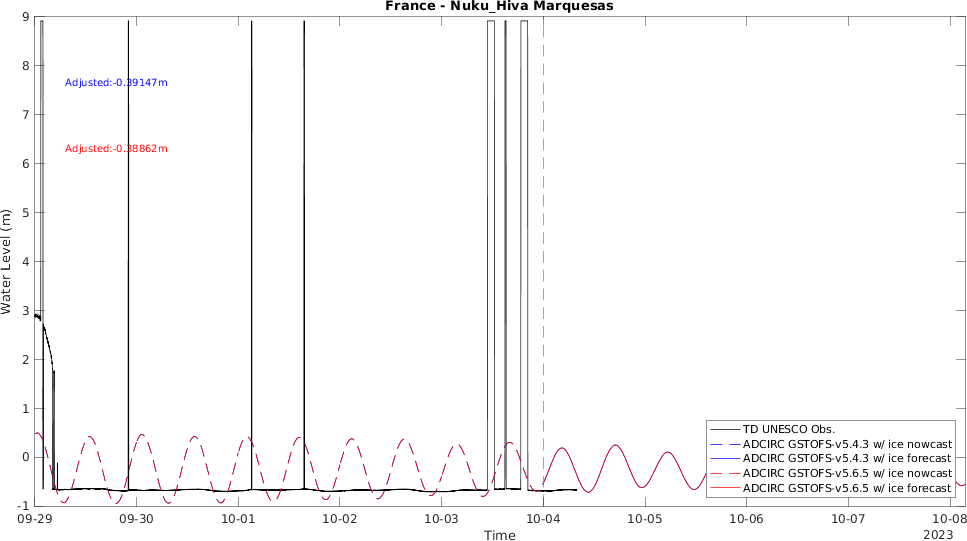 France - Nuku_Hiva Marquesas
9
8
7
6
5
4
3
2
1
0
-1
Water Level (m)
Adjusted:-0.39147m
Adjusted:-0.38862m
TD UNESCO Obs.
ADCIRC GSTOFS-v5.4.3 w/ ice nowcast
ADCIRC GSTOFS-v5.4.3 w/ ice forecast
ADCIRC GSTOFS-v5.6.5 w/ ice nowcast
ADCIRC GSTOFS-v5.6.5 w/ ice forecast
09-29 09-30 10-01 10-02 10-03 10-04 10-05 10-06 10-07 10-08
2023
Time